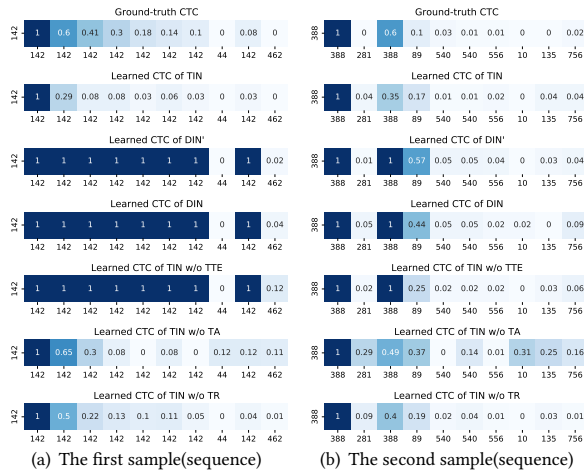 Ground-truth CTC
142
1 0.6 0.41 0.3 0.18 0.14 0.1 0 0.08 0
142 142 142 142 142 142 142 44 142 462
Learned CTC of TIN
142
1 0.29 0.08 0.08 0.03 0.06 0.03 0 0.03 0
142 142 142 142 142 142 142 44 142 462
Learned CTC of DIN'
142
1 1 1 1 1 1 1 0 1 0.02
142 142 142 142 142 142 142 44 142 462
Learned CTC of DIN
142
1 1 1 1 1 1 1 0 1 0.04
142 142 142 142 142 142 142 44 142 462
Learned CTC of TIN w/o TTE
142
1 1 1 1 1 1 1 0 1 0.12
142 142 142 142 142 142 142 44 142 462
Learned CTC of TIN w/o TA
142
1 0.65 0.3 0.08 0 0.08 0 0.12 0.12 0.11
142 142 142 142 142 142 142 44 142 462
Learned CTC of TIN w/o TR
142
1 0.5 0.22 0.13 0.1 0.11 0.05 0 0.04 0.01
142 142 142 142 142 142 142 44 142 462
(a) The first sample(sequence)
Ground-truth CTC
388
1 0 0.6 0.1 0.03 0.01 0 0 0 0.02
388 281 388 89 540 540 556 10 135 756
Learned CTC of TIN
388
1 0.04 0.35 0.17 0.01 0.01 0.02 0 0.04 0.04
388 281 388 89 540 540 556 10 135 756
Learned CTC of DIN'
388
1 0.01 1 0.57 0.05 0.05 0.04 0 0.03 0.04
388 281 388 89 540 540 556 10 135 756
Learned CTC of DIN
388
1 0.05 1 0.44 0.05 0.05 0.02 0.02 0 0.09
388 281 388 89 540 540 556 10 135 756
Learned CTC of TIN w/o TTE
388
1 0.02 1 0.25 0.02 0.02 0.02 0 0.03 0.06
388 281 388 89 540 540 556 10 135 756
Learned CTC of TIN w/o TA
388
1 0.29 0.49 0.37 0 0.14 0.01 0.31 0.25 0.16
388 281 388 89 540 540 556 10 135 756
Learned CTC of TIN w/o TR
388
1 0.09 0.4 0.19 0.02 0.04 0.01 0 0.03 0.01
388 281 388 89 540 540 556 10 135 756
(b) The second sample(sequence)